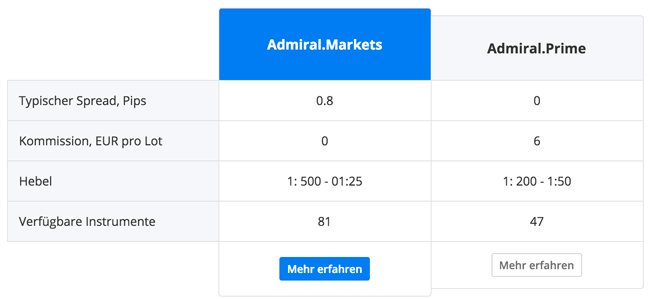 Admiral.Markets Admiral.Prime
Typischer Spread, Pips 0.8 0
Kommission, EUR pro Lot 0 6
Hebel 1: 500 - 01:25 1: 200 - 1:50
Verfügbare Instrumente 81 47
Mehr erfahren Mehr erfahren